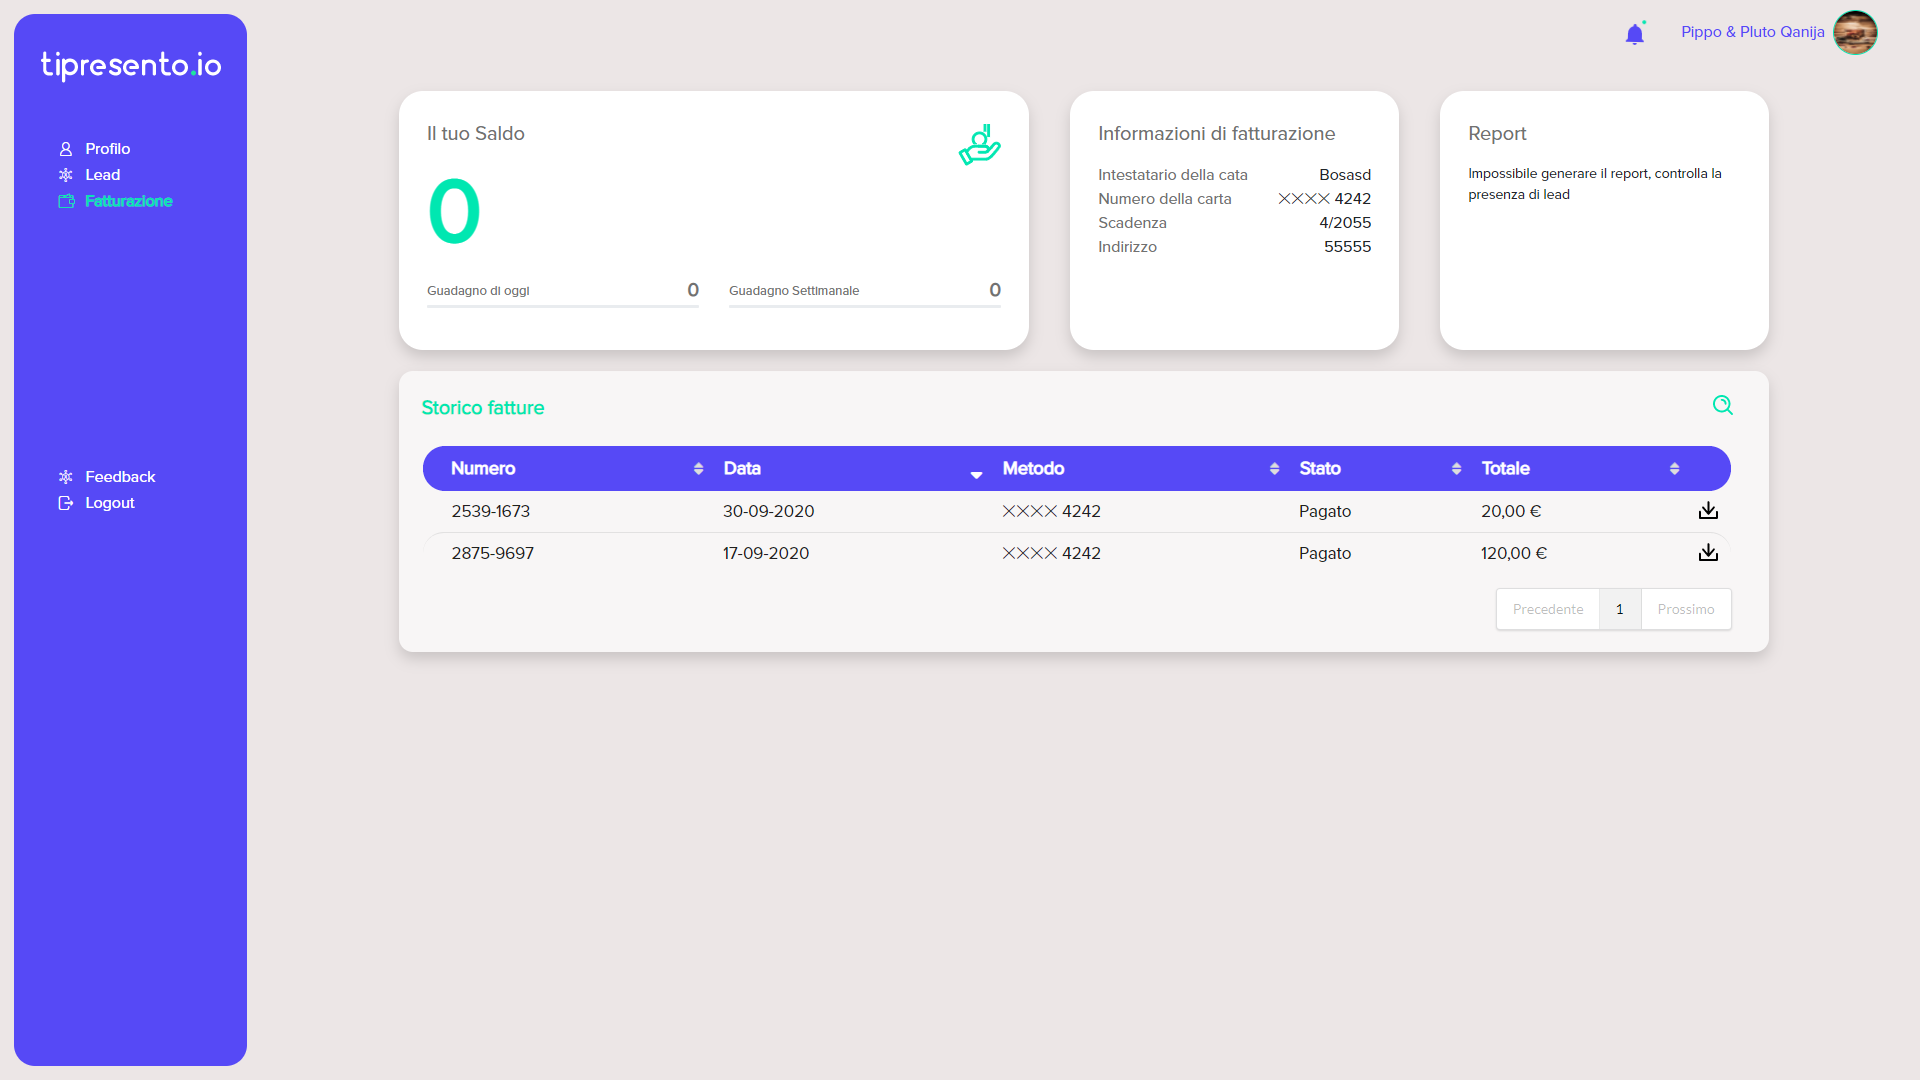 tipresento.io
Pippo & Pluto Qanija
Profilo
Lead
Fatturazione
Feedback
Logout
Il tuo Saldo
0
Guadagno di oggi 0
Guadagno Settimanale 0
Informazioni di fatturazione
Intestatario della cata Bosasd
Numero della carta XXXX 4242
Scadenza 4/2055
Indirizzo 55555
Report
Impossibile generare il report, controlla la
presenza di lead
Storico fatture
Numero Data Metodo Stato Totale
2539-1673 30-09-2020 XXXX 4242 Pagato 20,00 €
2875-9697 17-09-2020 XXXX 4242 Pagato 120,00 €
Precedente 1 Prossimo